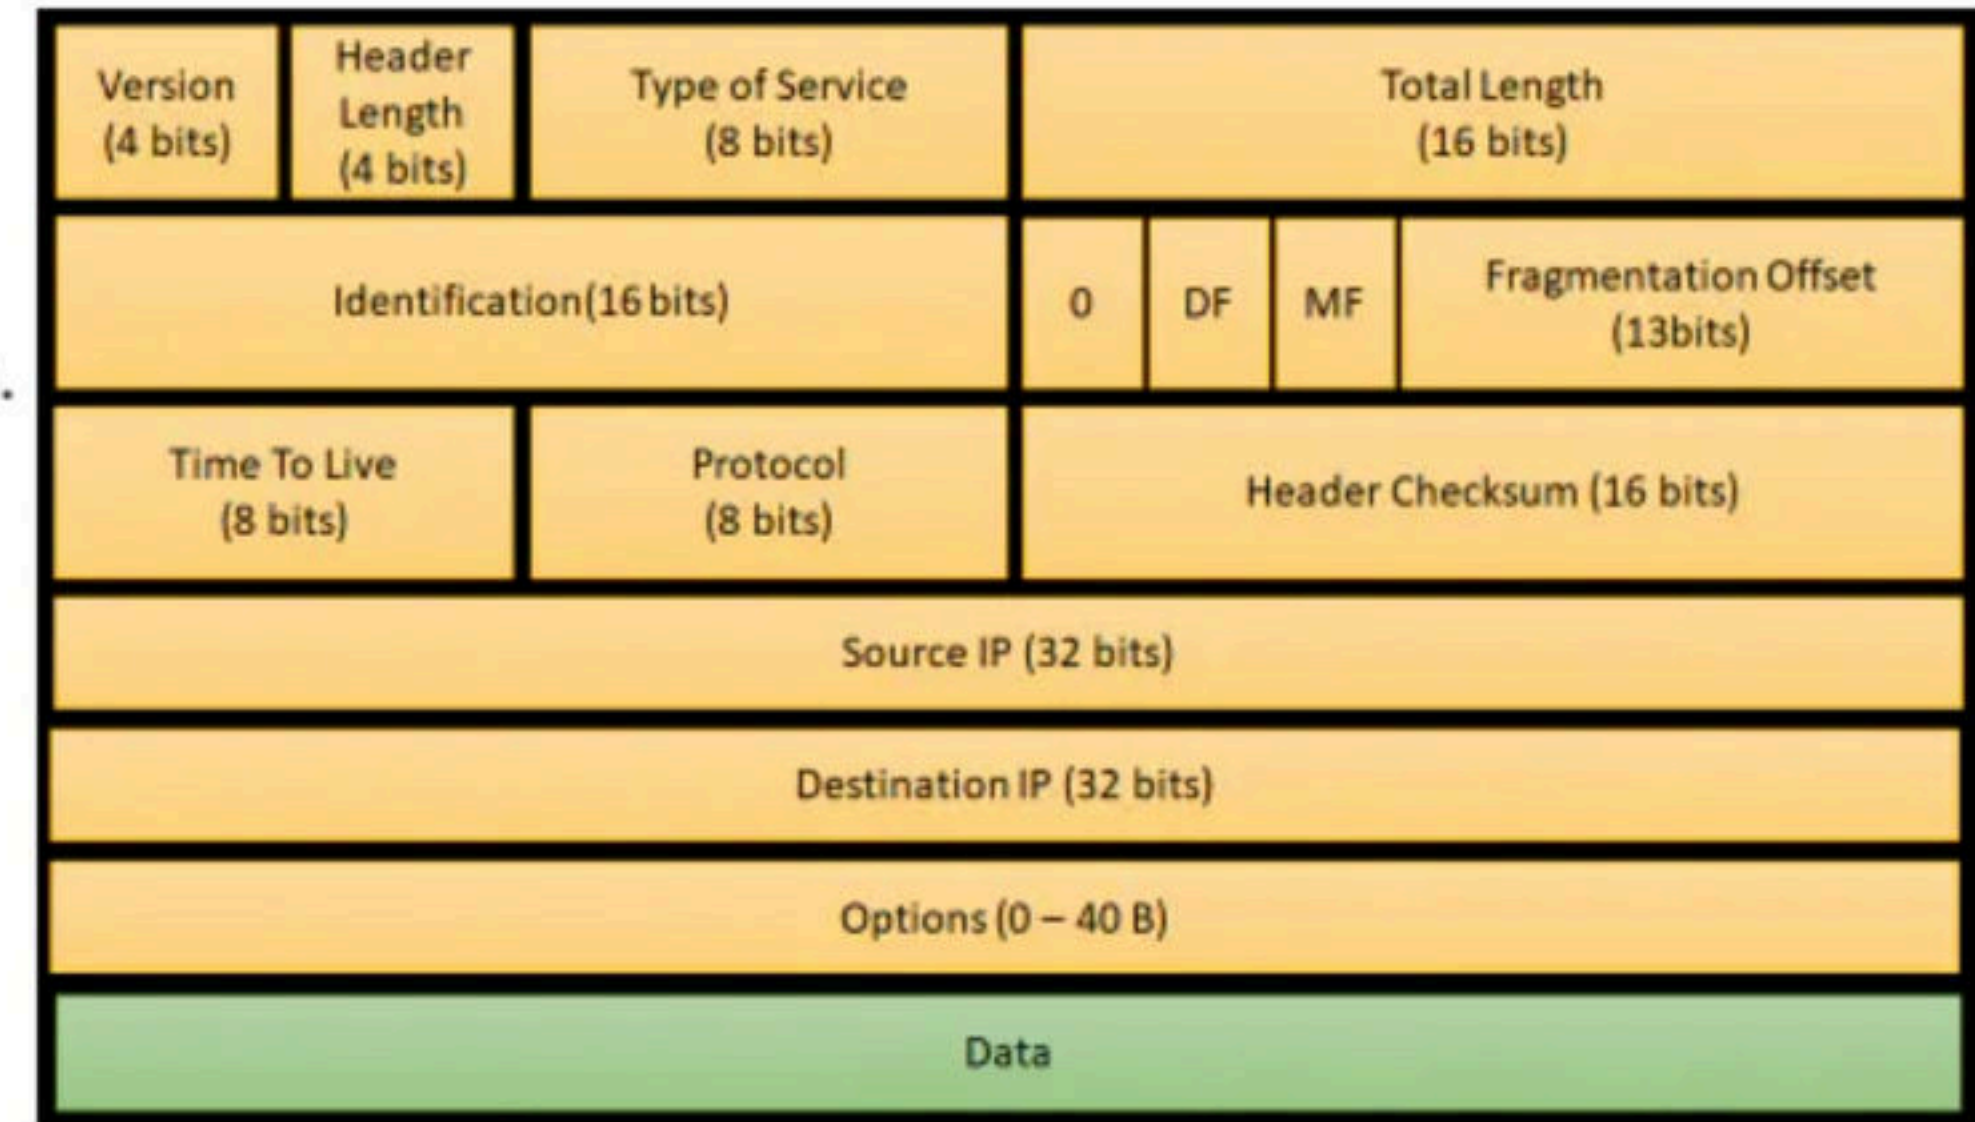 Version
(4 bits)
Header
Length
(4 bits)
Type of Service
(8 bits)
Total Length
(16 bits)
Identification(16 bits)
0
DF
MF
Fragmentation Offset
(13bits)
Time To Live
(8 bits)
Protocol
(8 bits)
Header Checksum (16 bits)
Source IP (32 bits)
Destination IP (32 bits)
Options (0 – 40 B)
Data